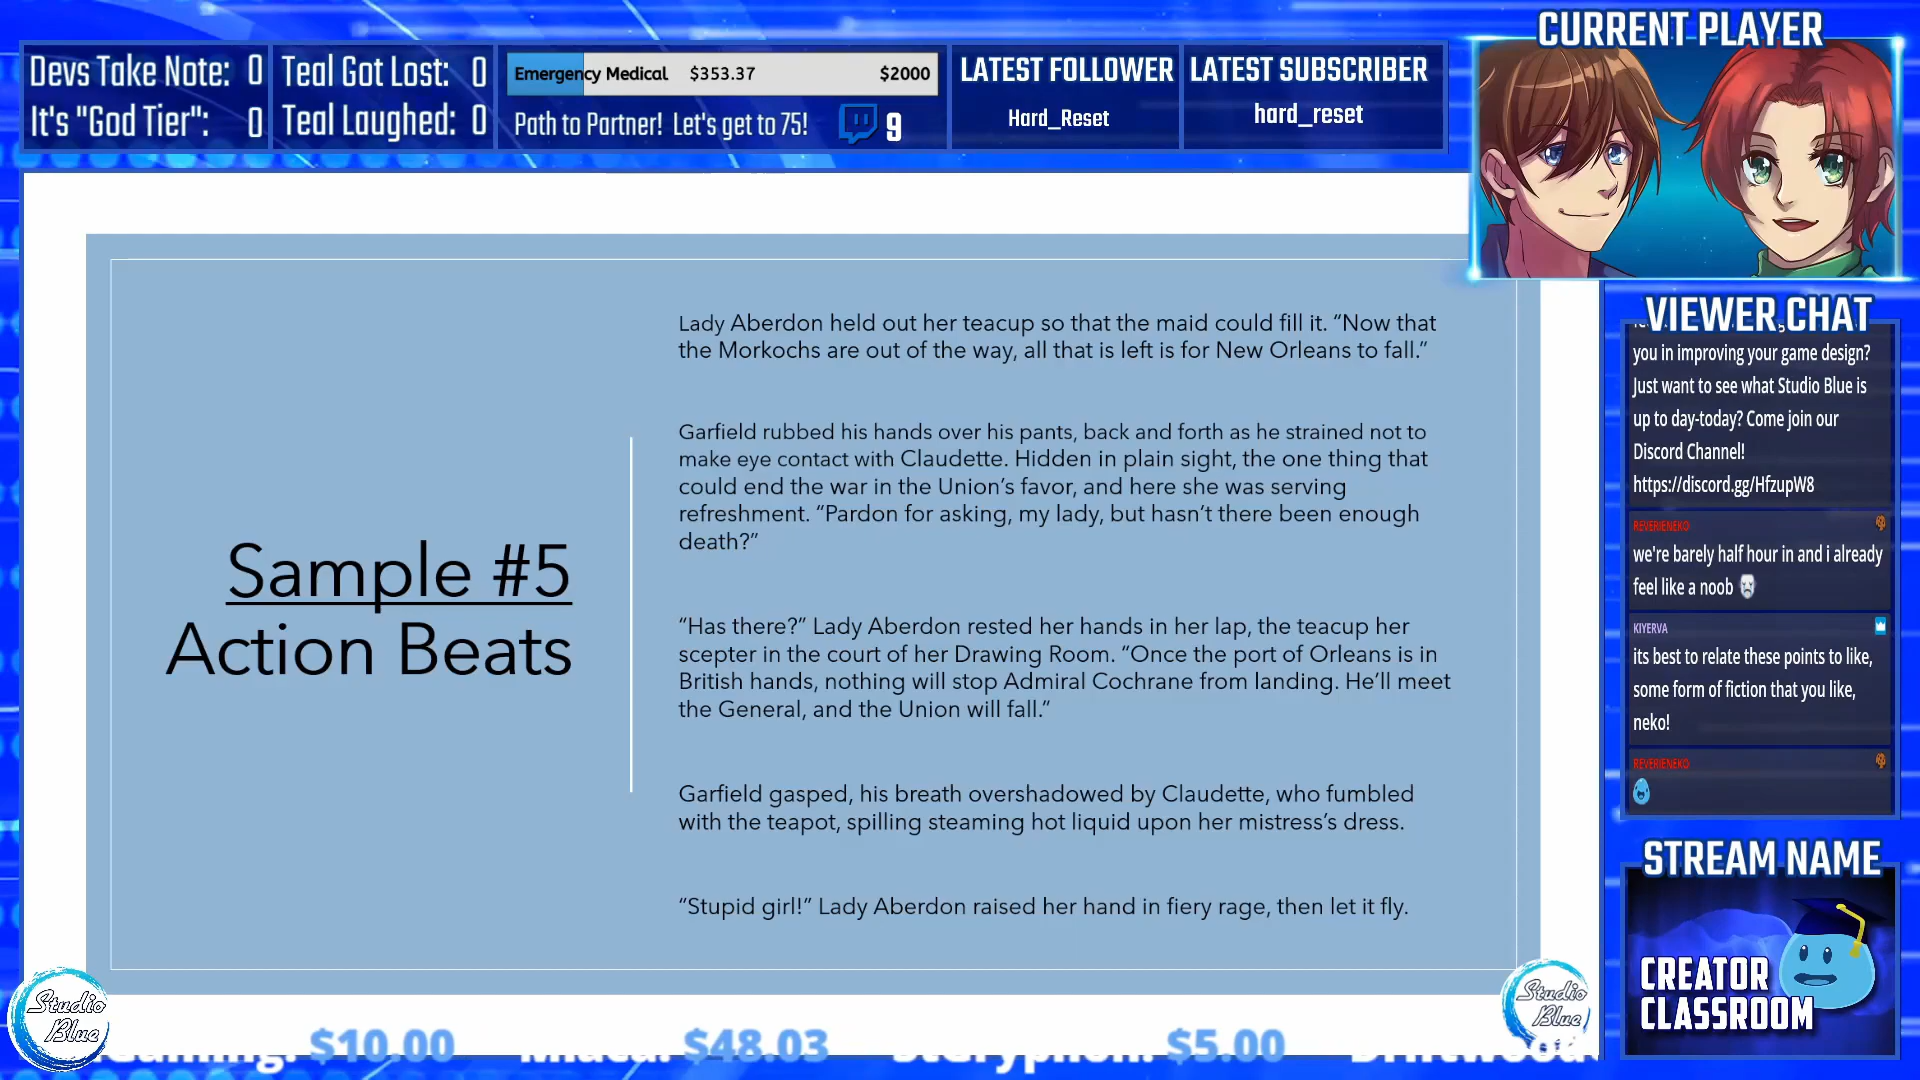 Devs Take Note: 0
It's "God Tier": 0
Teal Got Lost: 0
Teal Laughed: 0
Emergency Medical $353.37 $2000
Path to Partner! Let's get to 75! 9
LATEST FOLLOWER
Hard_Reset
LATEST SUBSCRIBER
hard_reset
CURRENT PLAYER
Sample #5
Action Beats
Lady Aberdon held out her teacup so that the maid could fill it. “Now that
the Morkochs are out of the way, all that is left is for New Orleans to fall.”
Garfield rubbed his hands over his pants, back and forth as he strained not to
make eye contact with Claudette. Hidden in plain sight, the one thing that
could end the war in the Union’s favor, and here she was serving
refreshment. “Pardon for asking, my lady, but hasn’t there been enough
death?”
“Has there?” Lady Aberdon rested her hands in her lap, the teacup her
scepter in the court of her Drawing Room. “Once the port of Orleans is in
British hands, nothing will stop Admiral Cochrane from landing. He’ll meet
the General, and the Union will fall.”
Garfield gasped, his breath overshadowed by Claudette, who fumbled
with the teapot, spilling steaming hot liquid upon her mistress’s dress.
“Stupid girl!” Lady Aberdon raised her hand in fiery rage, then let it fly.
VIEWER CHAT
you in improving your game design?
Just want to see what Studio Blue is
up to day-today? Come join our
Discord Channel!
https://discord.gg/HfzupW8
REVERIENEKO
we're barely half hour in and i already
feel like a noob
KIYERVA
its best to relate these points to like,
some form of fiction that you like,
neko!
REVERIENEKO
STREAM NAME
CREATOR
CLASSROOM
Studio
Blue
Studio
Blue
$10.00 $48.03 $5.00